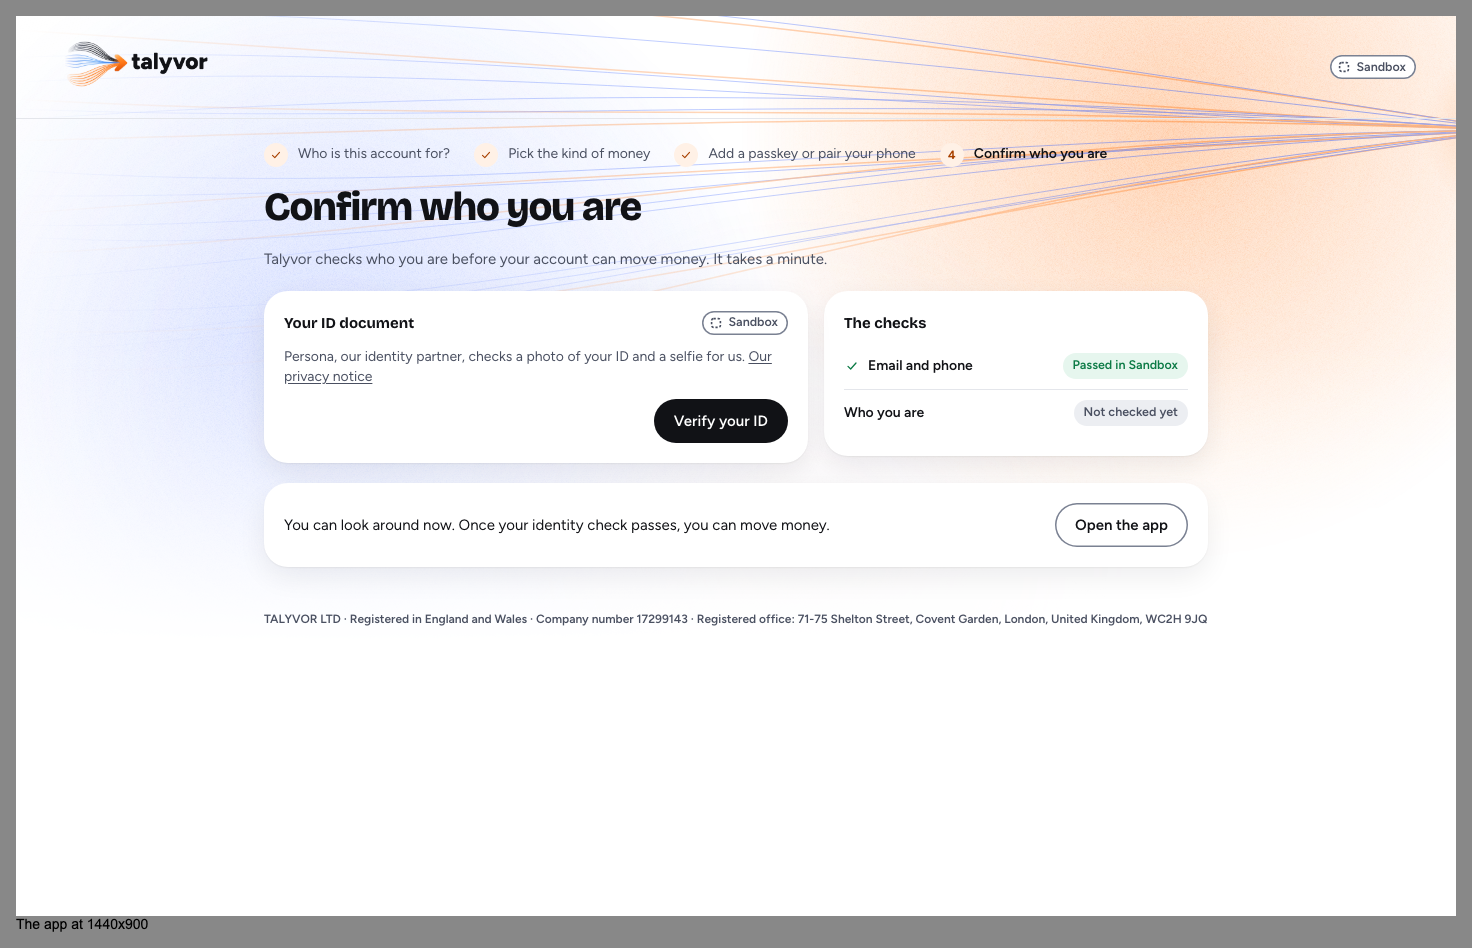 talyvor
Sandbox
Who is this account for?
Pick the kind of money
Add a passkey or pair your phone
4 Confirm who you are
Confirm who you are
Talyvor checks who you are before your account can move money. It takes a minute.
Your ID document
Sandbox
Persona, our identity partner, checks a photo of your ID and a selfie for us. Our
privacy notice
Verify your ID
The checks
Email and phone
Passed in Sandbox
Who you are
Not checked yet
You can look around now. Once your identity check passes, you can move money.
Open the app
TALYVOR LTD · Registered in England and Wales · Company number 17299143 · Registered office: 71-75 Shelton Street, Covent Garden, London, United Kingdom, WC2H 9JQ
The app at 1440x900